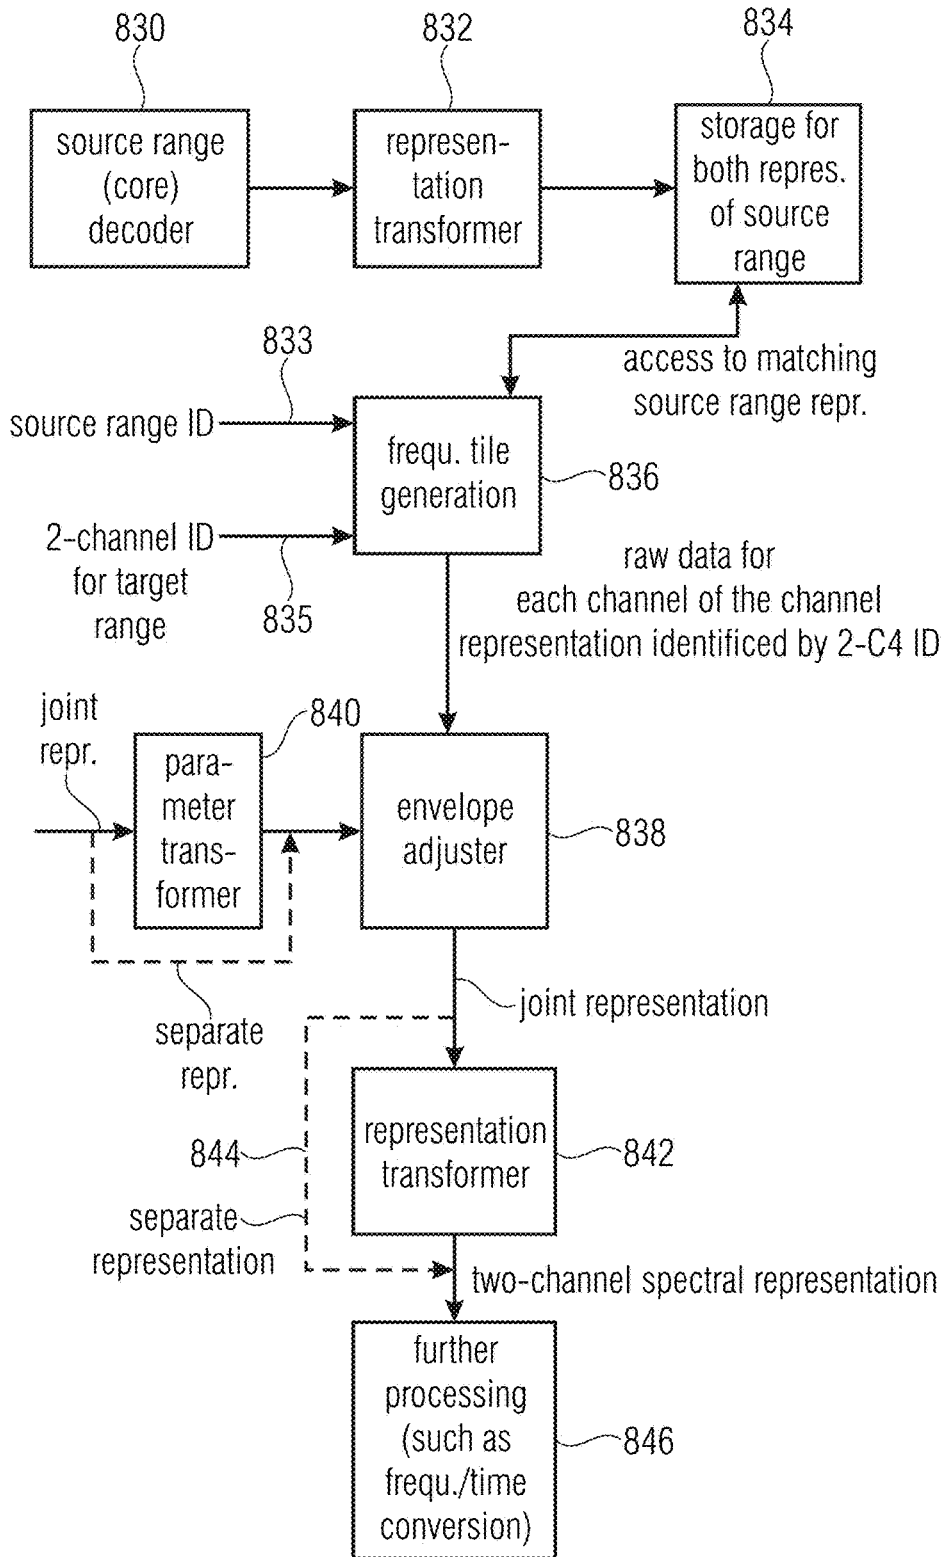 830
832
834
source range
(core)
decoder
represen-
tation
transformer
storage for
both repres.
of source
range
833
access to matching
source range repr.
source range ID
frequ. tile
generation
836
2-channel ID
for target
range
835
raw data for
each channel of the channel
representation identificed by 2-C4 ID
joint
repr.
840
para-
meter
trans-
former
envelope
adjuster
838
separate
repr.
joint representation
844
representation
transformer
842
separate
representation
two-channel spectral representation
further
processing
(such as
frequ./time
conversion)
846